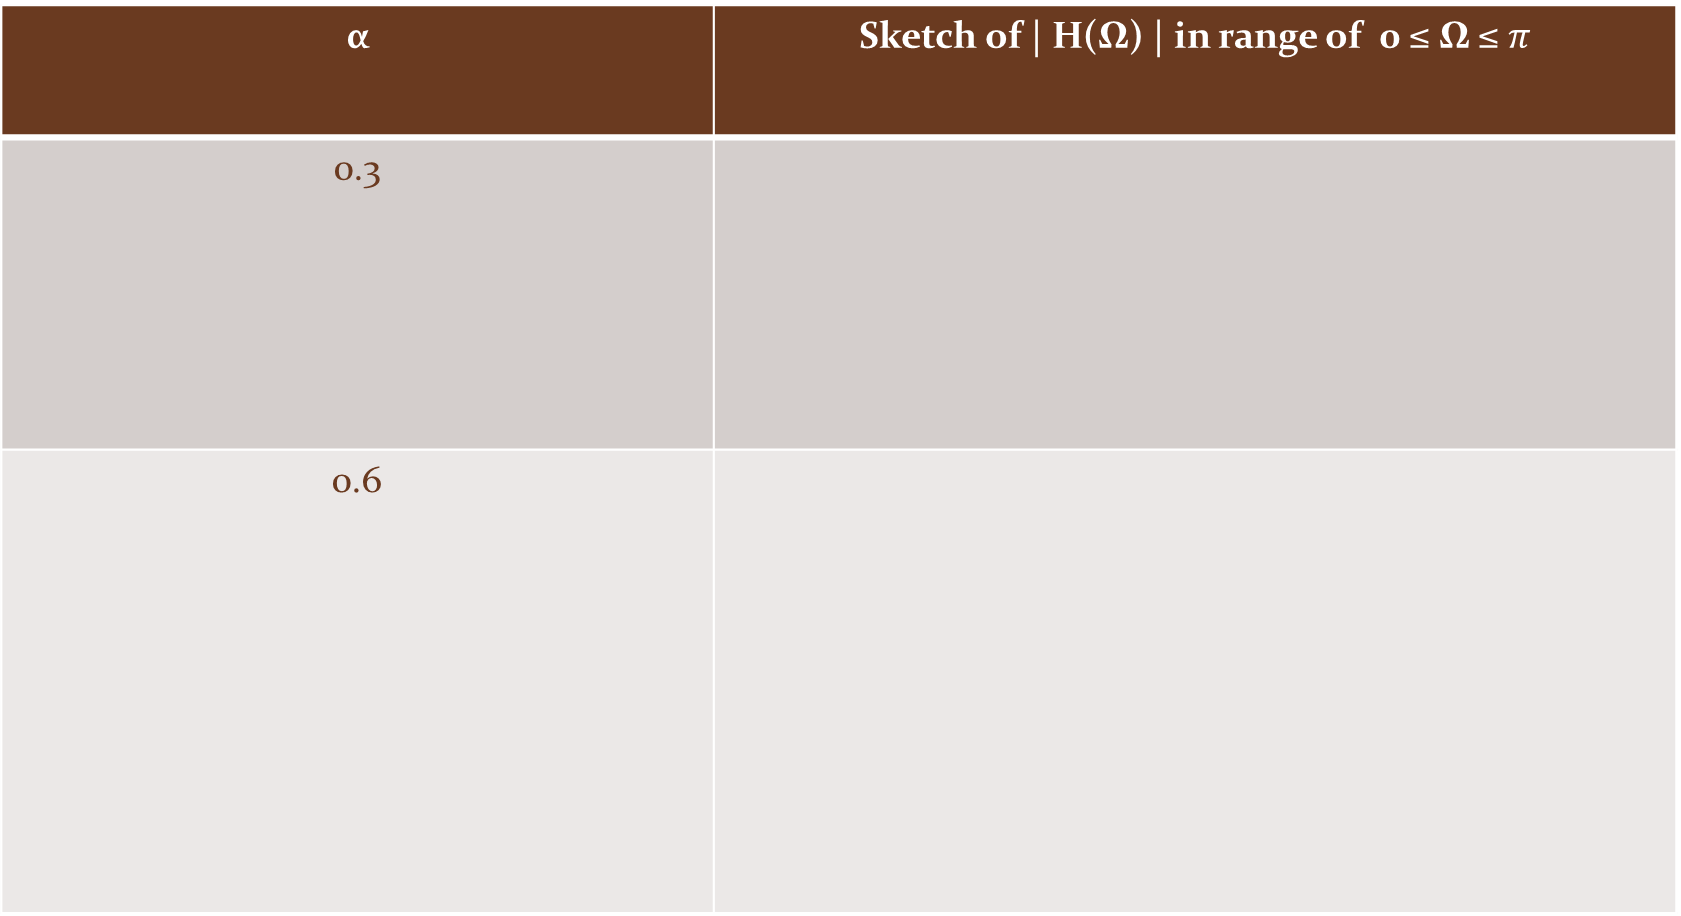 α
Sketch of | H(Ω) | in range of 0 ≤ Ω ≤ π
0.3
0.6